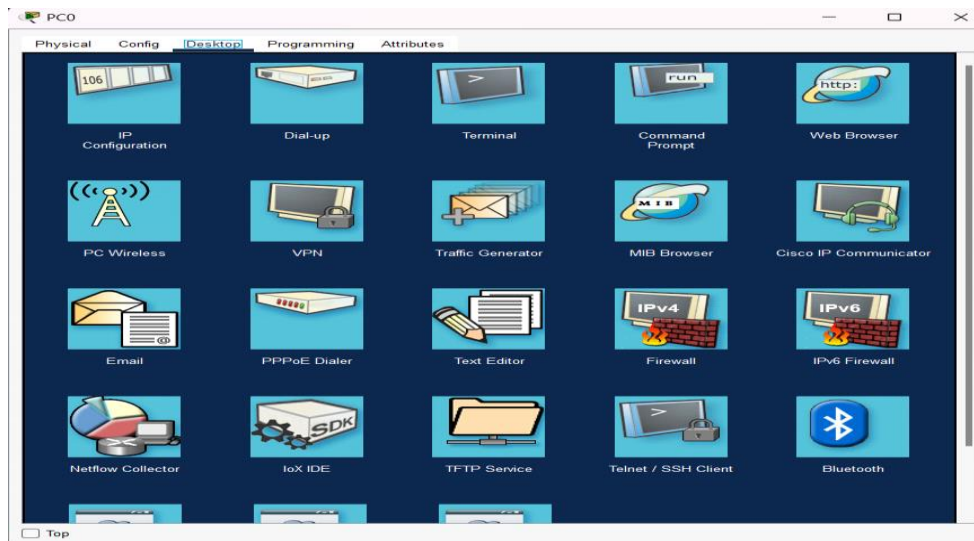 PC0
Physical Config Desktop Programming Attributes
106
run
http:
IP
Configuration
Dial-up
Terminal
Command
Prompt
Web Browser
MIB
PC Wireless
VPN
Traffic Generator
MIB Browser
Cisco IP Communicator
IPv4
IPv6
Email
PPPoE Dialer
Text Editor
Firewall
IPv6 Firewall
SDK
Netflow Collector
IoX IDE
TFTP Service
Telnet / SSH Client
Bluetooth
Top